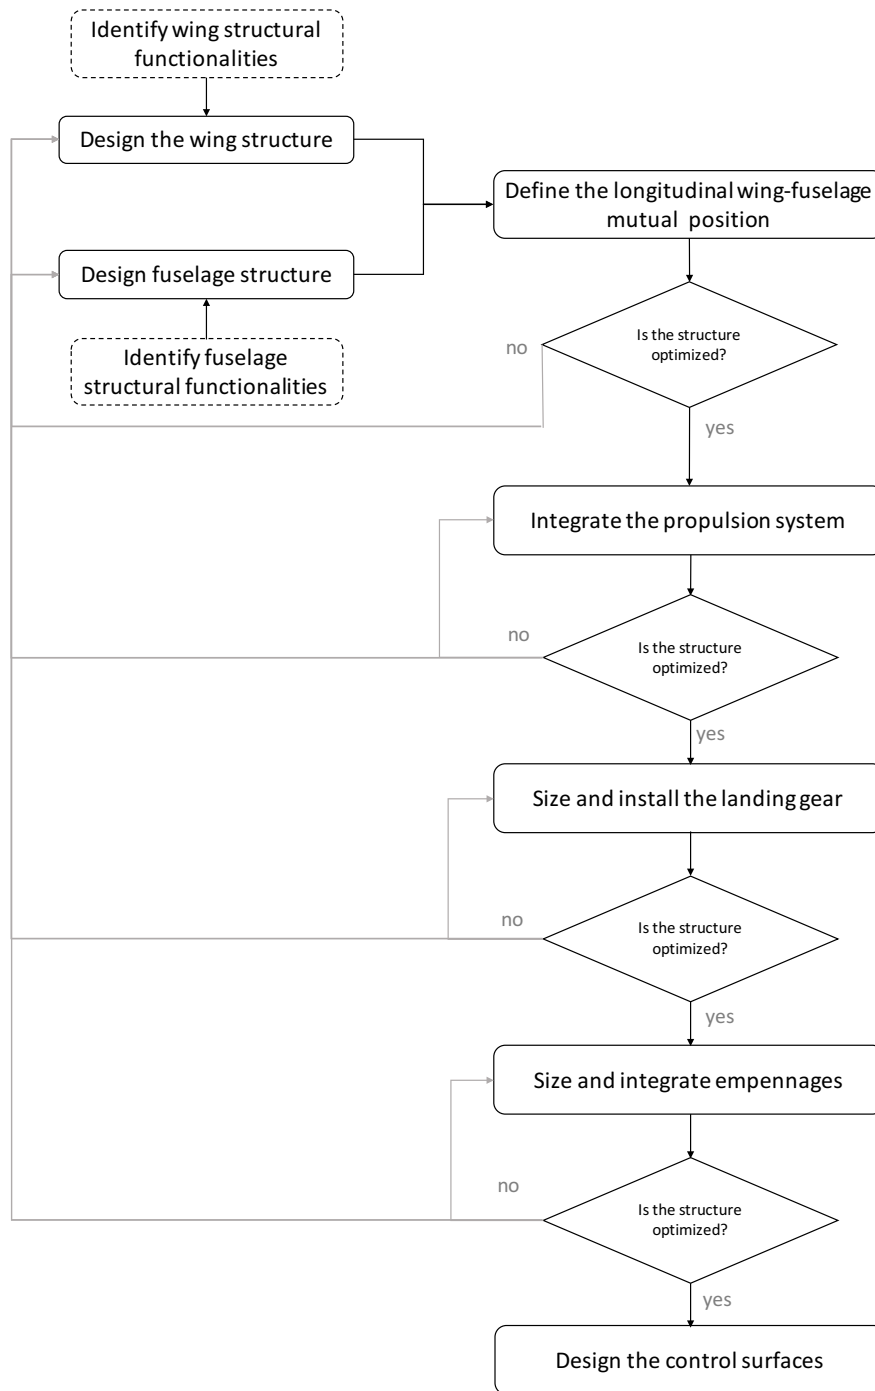 Identify wing structural
functionalities
Design the wing structure
Define the longitudinal wing-fuselage
mutual position
Design fuselage structure
Identify fuselage
structural functionalities
Is the structure
optimized?
no
yes
Integrate the propulsion system
Is the structure
optimized?
no
yes
Size and install the landing gear
Is the structure
optimized?
no
yes
Size and integrate empennages
Is the structure
optimized?
no
yes
Design the control surfaces